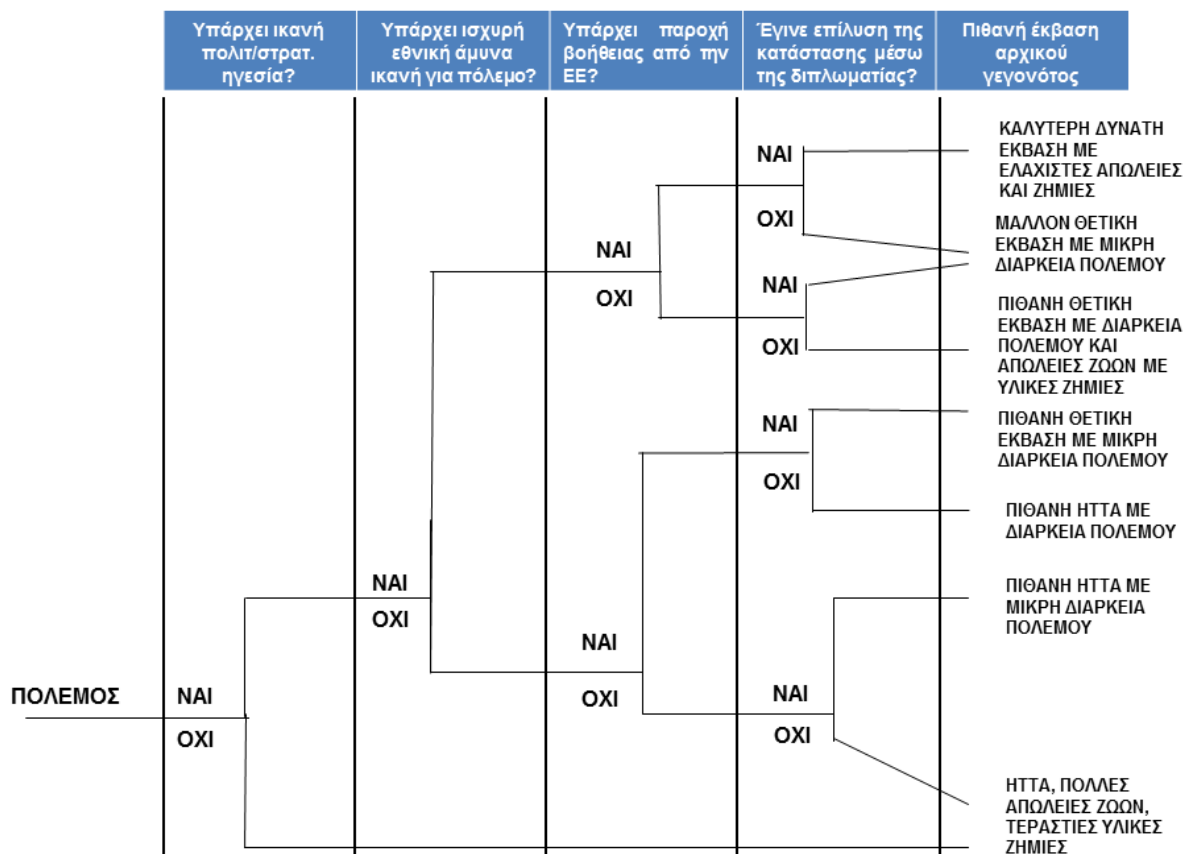 Υπάρχει ικανή
πολιτ/στρατ.
ηγεσία?
Υπάρχει ισχυρή
εθνική άμυνα
ικανή για πόλεμο?
Υπάρχει παροχή
βοήθειας από την
ΕΕ?
Έγινε επίλυση της
κατάστασης μέσω
της διπλωματίας?
Πιθανή έκβαση
αρχικού
γεγονότος
ΠΟΛΕΜΟΣ
ΝΑΙ
ΟΧΙ
ΝΑΙ
ΟΧΙ
ΝΑΙ
ΟΧΙ
ΝΑΙ
ΟΧΙ
ΝΑΙ
ΟΧΙ
ΝΑΙ
ΟΧΙ
ΝΑΙ
ΟΧΙ
ΝΑΙ
ΟΧΙ
ΚΑΛΥΤΕΡΗ ΔΥΝΑΤΗ
ΕΚΒΑΣΗ ΜΕ
ΕΛΑΧΙΣΤΕΣ ΑΠΩΛΕΙΕΣ
ΚΑΙ ΖΗΜΙΕΣ
ΜΑΛΛΟΝ ΘΕΤΙΚΗ
ΕΚΒΑΣΗ ΜΕ ΜΙΚΡΗ
ΔΙΑΡΚΕΙΑ ΠΟΛΕΜΟΥ
ΠΙΘΑΝΗ ΘΕΤΙΚΗ
ΕΚΒΑΣΗ ΜΕ ΔΙΑΡΚΕΙΑ
ΠΟΛΕΜΟΥ ΚΑΙ
ΑΠΩΛΕΙΕΣ ΖΩΩΝ ΜΕ
ΥΛΙΚΕΣ ΖΗΜΙΕΣ
ΠΙΘΑΝΗ ΘΕΤΙΚΗ
ΕΚΒΑΣΗ ΜΕ ΜΙΚΡΗ
ΔΙΑΡΚΕΙΑ ΠΟΛΕΜΟΥ
ΠΙΘΑΝΗ ΗΤΤΑ ΜΕ
ΔΙΑΡΚΕΙΑ ΠΟΛΕΜΟΥ
ΠΙΘΑΝΗ ΗΤΤΑ ΜΕ
ΜΙΚΡΗ ΔΙΑΡΚΕΙΑ
ΠΟΛΕΜΟΥ
ΗΤΤΑ, ΠΟΛΛΕΣ
ΑΠΩΛΕΙΕΣ ΖΩΩΝ,
ΤΕΡΑΣΤΙΕΣ ΥΛΙΚΕΣ
ΖΗΜΙΕΣ